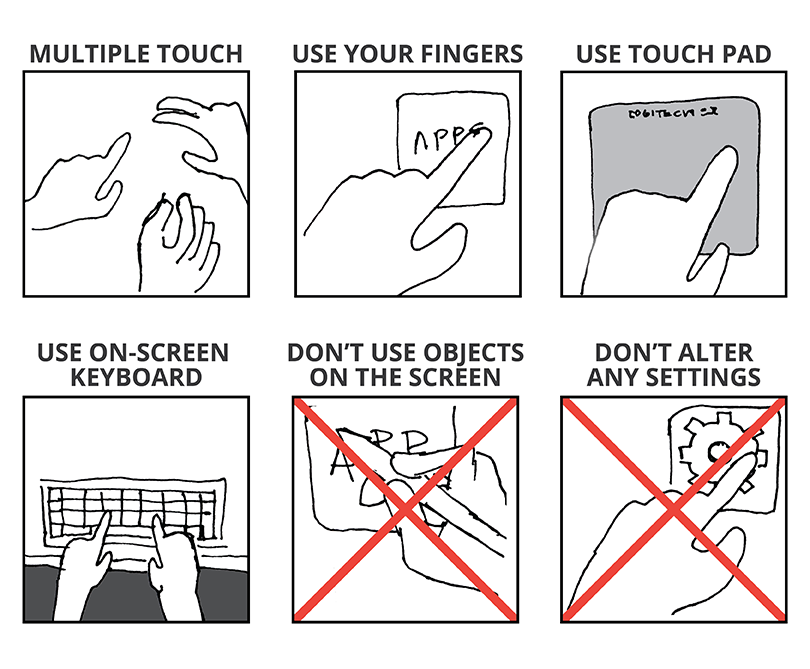 MULTIPLE TOUCH
USE YOUR FINGERS
APPS
USE TOUCH PAD
LOGITECH
USE ON-SCREEN
KEYBOARD
DON'T USE OBJECTS
ON THE SCREEN
APP
DON'T ALTER
ANY SETTINGS